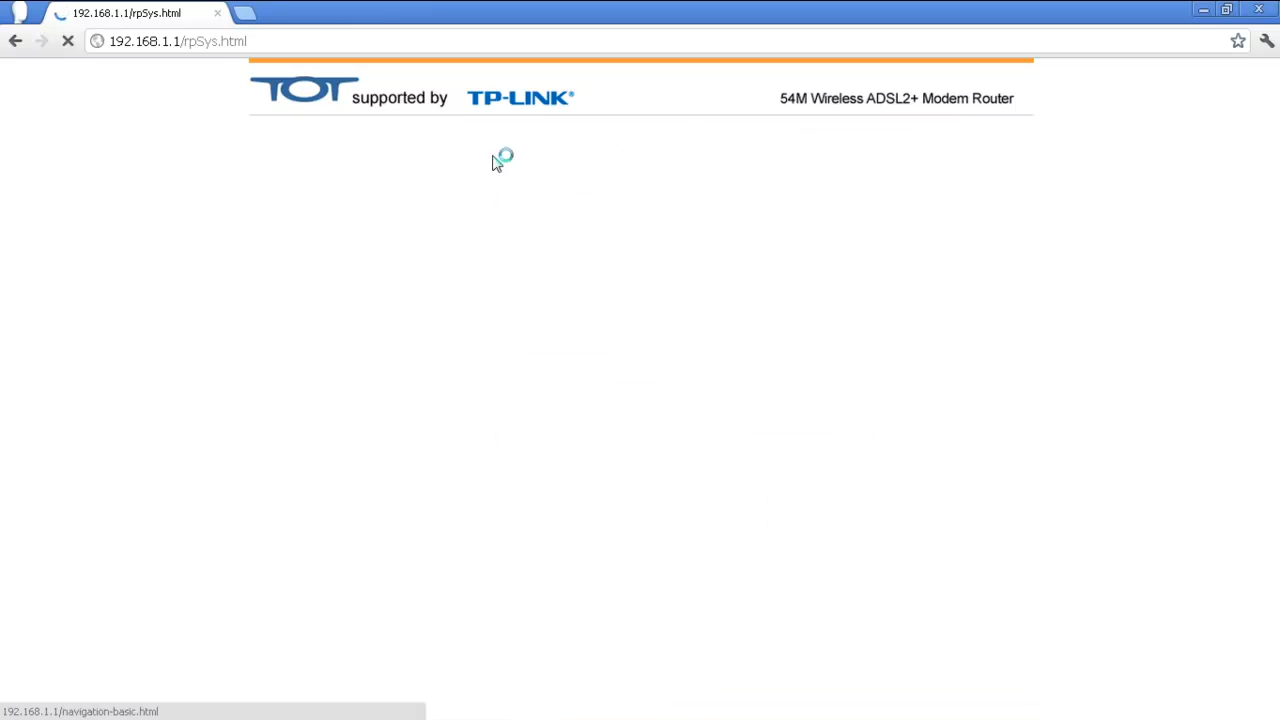 192.168.1.1/rpSys.html
192.168.1.1/rpSys.html
TOT supported by TP-LINK® 54M Wireless ADSL2+ Modem Router
192.168.1.1/navigation-basic.html